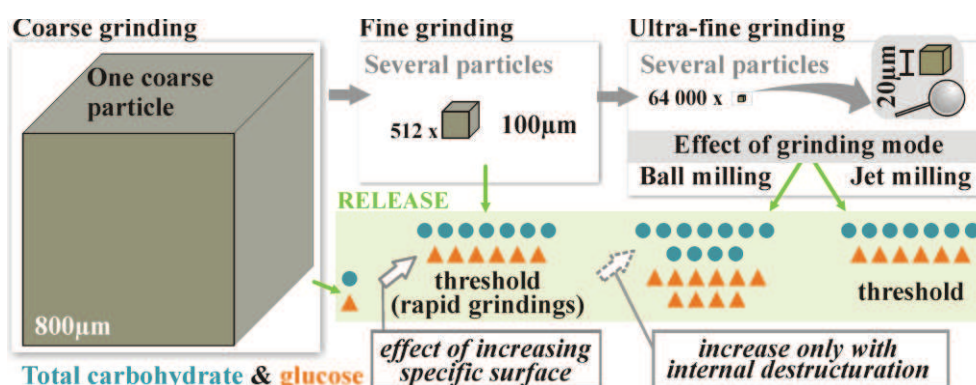 Coarse grinding
One coarse
particle
800µm
Fine grinding
Several particles
512 x
100µm
Ultra-fine grinding
Several particles
64 000 x
20µm
Effect of grinding mode
Ball milling
Jet milling
RELEASE
threshold
(rapid grindings)
threshold
effect of increasing
specific surface
increase only with
internal destructuration
Total carbohydrate & glucose